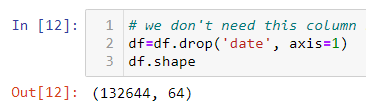 In [12]:
1 # we don't need this column
2 df=df.drop('date', axis=1)
3 df.shape
Out[12]: (132644, 64)